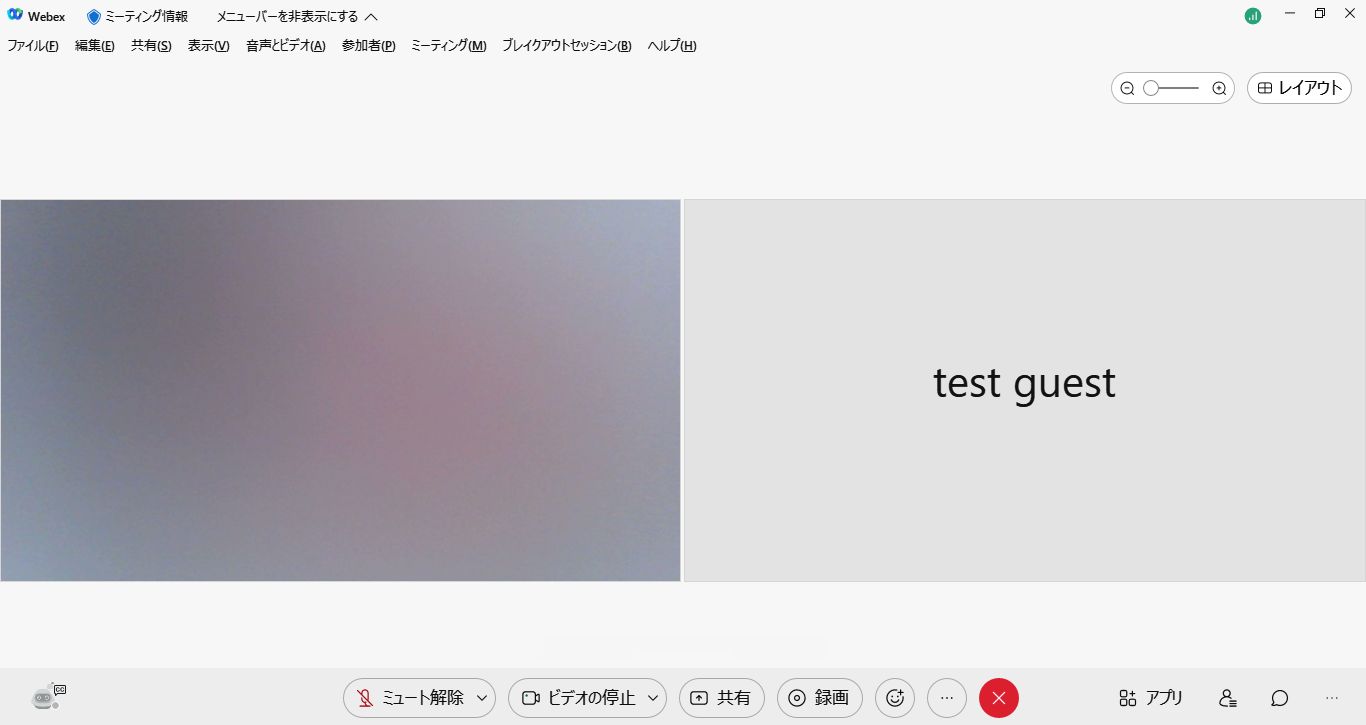 Webex ミーティング情報 メニューバーを非表示にする
ファイル(F) 編集(E) 共有(S) 表示(V) 音声とビデオ(A) 参加者(P) ミーティング(M) ブレイクアウトセッション(B) ヘルプ(H)
レイアウト
test guest
CC ミュート解除 ビデオの停止 共有 録画 アプリ